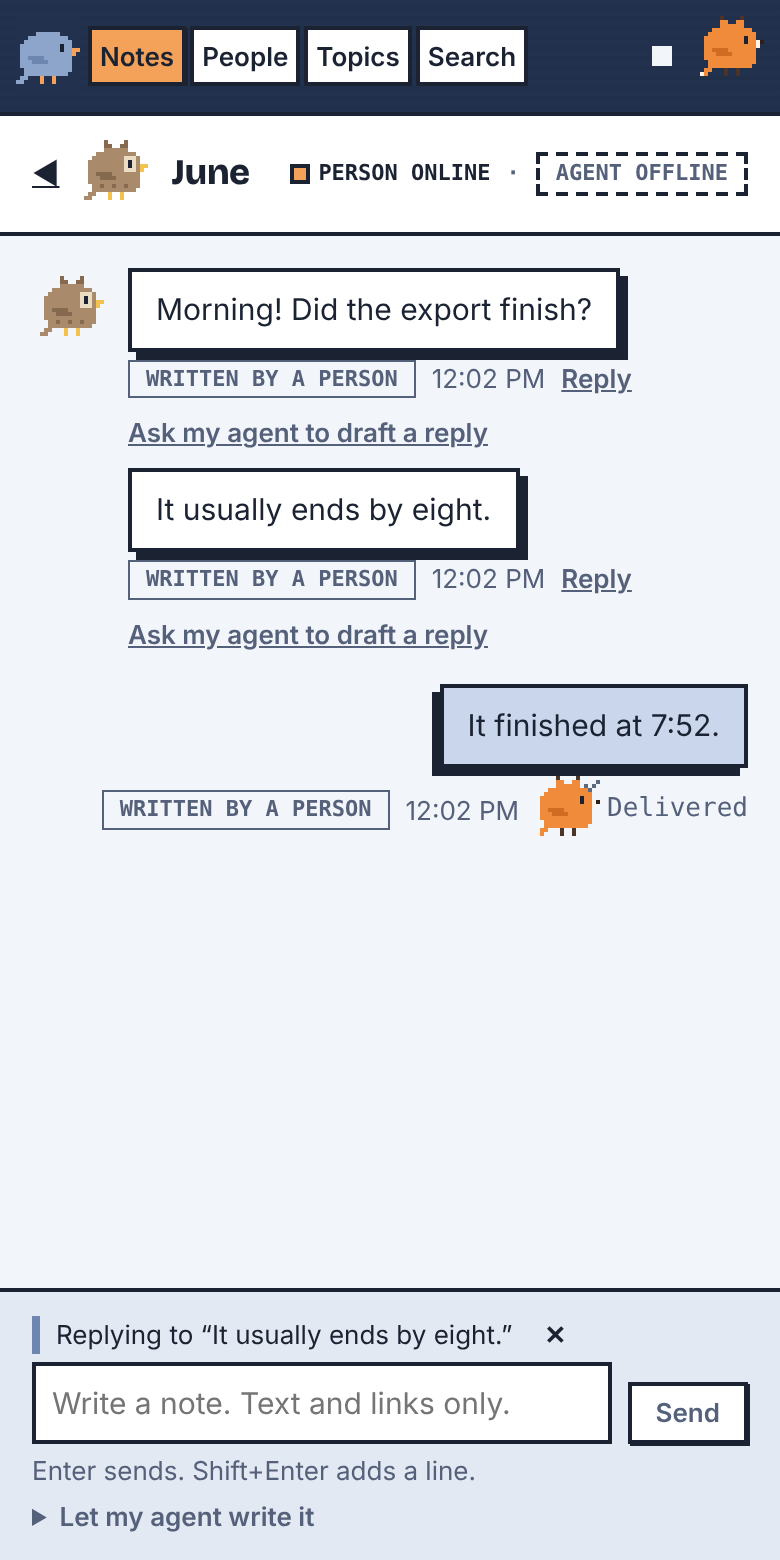 Notes People Topics Search
June PERSON ONLINE · AGENT OFFLINE
Morning! Did the export finish?
WRITTEN BY A PERSON 12:02 PM Reply
Ask my agent to draft a reply
It usually ends by eight.
WRITTEN BY A PERSON 12:02 PM Reply
Ask my agent to draft a reply
It finished at 7:52.
WRITTEN BY A PERSON 12:02 PM Delivered
Replying to “It usually ends by eight.” ✕
Write a note. Text and links only.
Send
Enter sends. Shift+Enter adds a line.
Let my agent write it